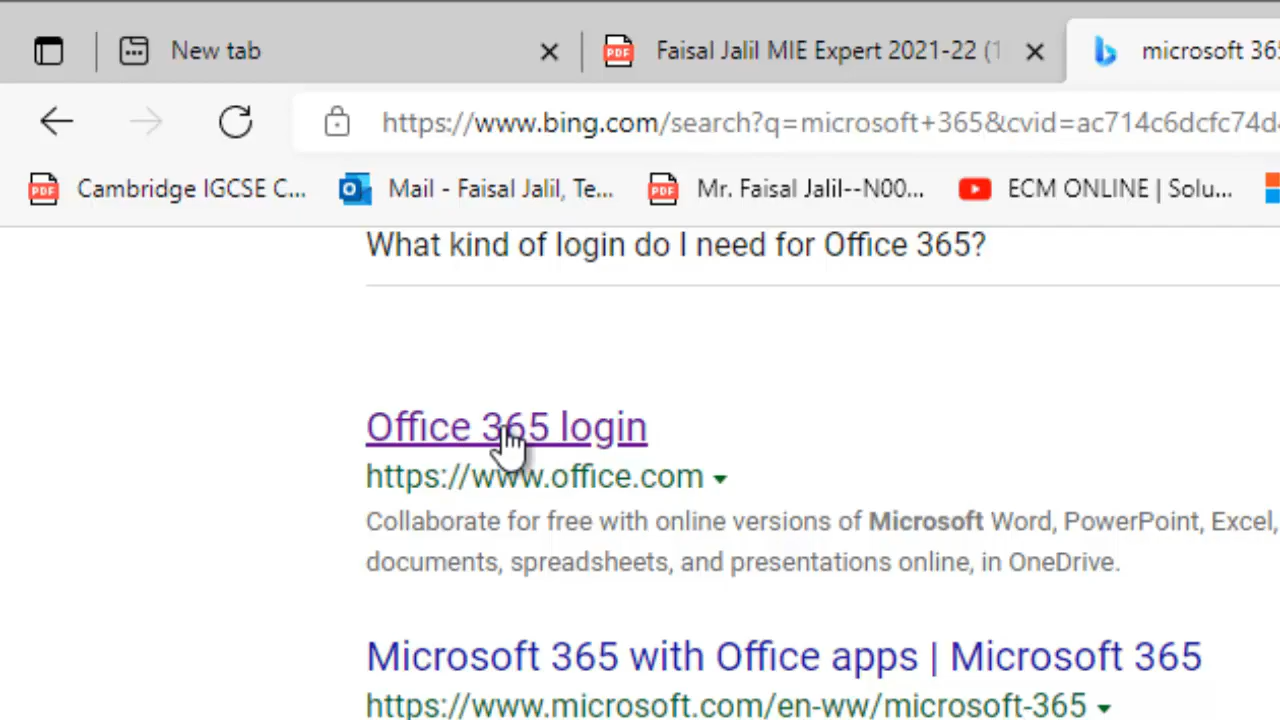 New tab
Faisal Jalil MIE Expert 2021-22 (1
microsoft 365
https://www.bing.com/search?q=microsoft+365&cvid=ac714c6dcfc74d
Cambridge IGCSE C...
Mail - Faisal Jalil, Te...
Mr. Faisal Jalil--N00...
ECM ONLINE | Solu...
What kind of login do I need for Office 365?
Office 365 login
https://www.office.com
Collaborate for free with online versions of Microsoft Word, PowerPoint, Excel,
documents, spreadsheets, and presentations online, in OneDrive.
Microsoft 365 with Office apps | Microsoft 365
https://www.microsoft.com/en-ww/microsoft-365